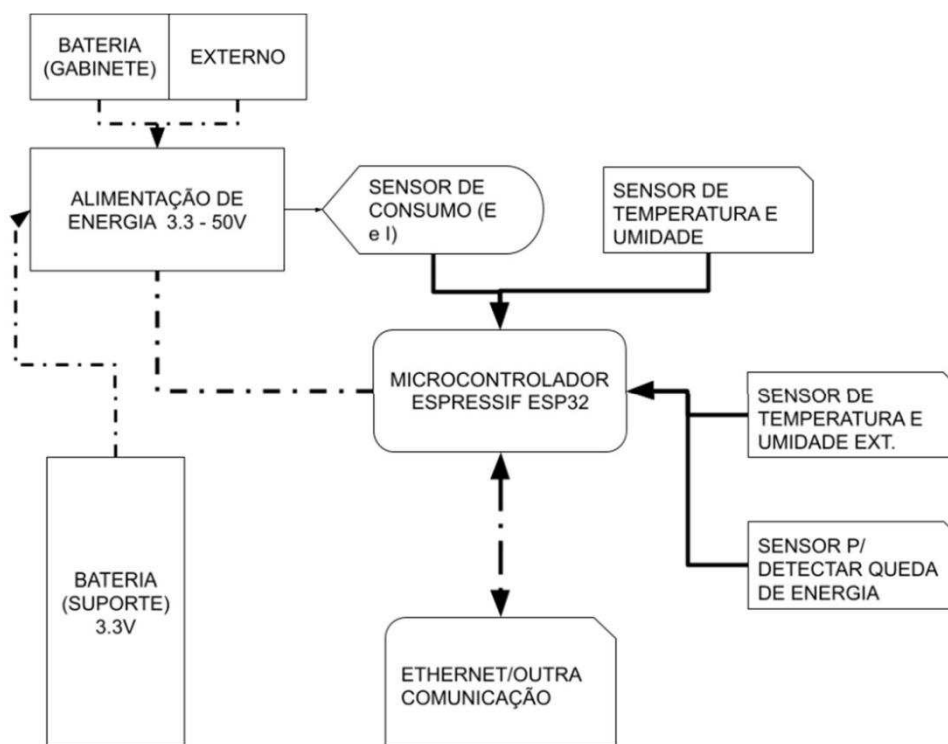 BATERIA
(GABINETE)
EXTERNO
ALIMENTAÇÃO DE
ENERGIA 3.3 - 50V
SENSOR DE
CONSUMO (E
e I)
SENSOR DE
TEMPERATURA E
UMIDADE
MICROCONTROLADOR
ESPRESSIF ESP32
SENSOR DE
TEMPERATURA E
UMIDADE EXT.
SENSOR P/
DETECTAR QUEDA
DE ENERGIA
BATERIA
(SUPORTE)
3.3V
ETHERNET/OUTRA
COMUNICAÇÃO